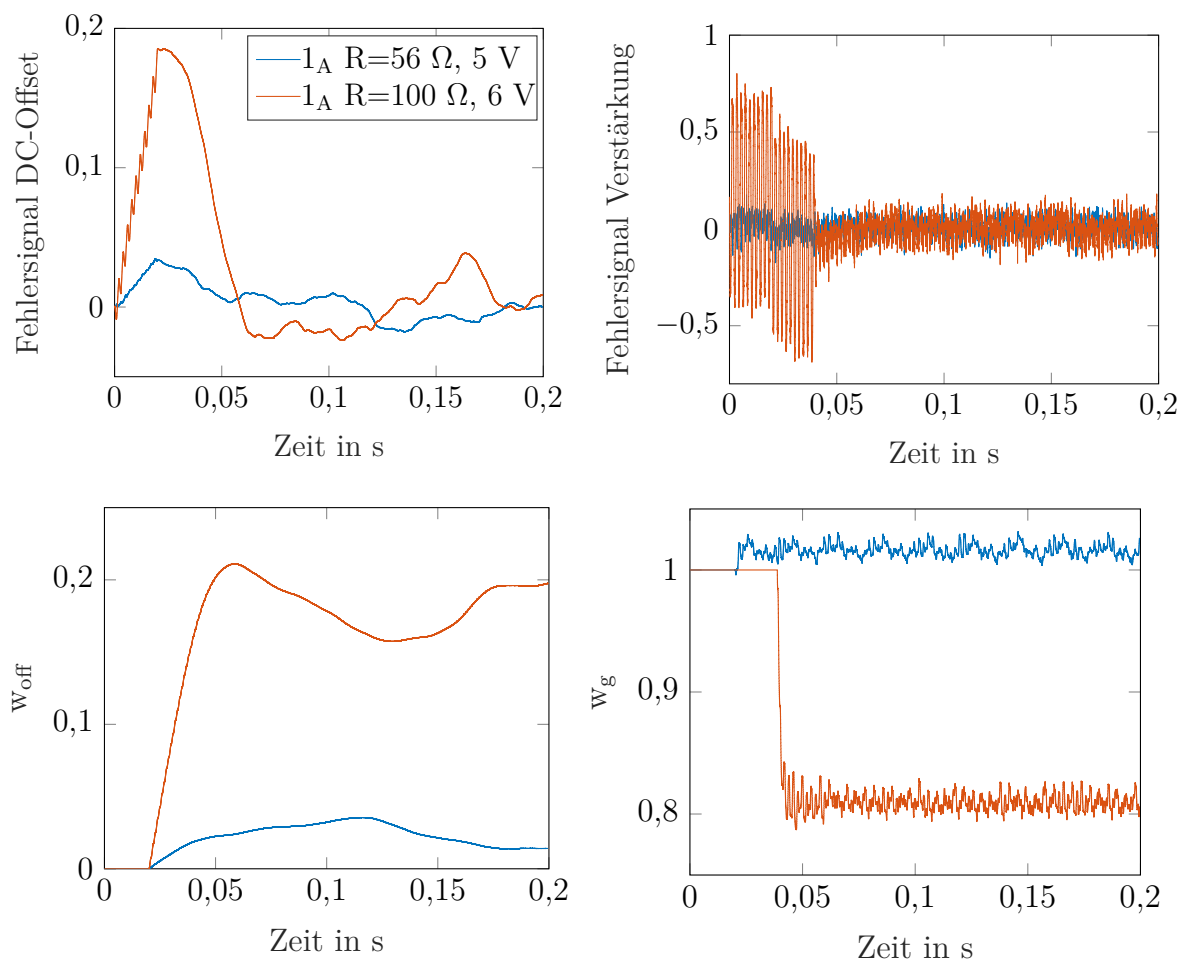 0,2
0,1
0
Fehlersignal DC-Offset
1A R=56 Ω, 5 V
1A R=100 Ω, 6 V
0 0,05 0,1 0,15 0,2
Zeit in s
1
0,5
0
−0,5
Fehlersignal Verstärkung
0 0,05 0,1 0,15 0,2
Zeit in s
0,2
0,1
0
woff
0 0,05 0,1 0,15 0,2
Zeit in s
1
0,9
0,8
wg
0 0,05 0,1 0,15 0,2
Zeit in s